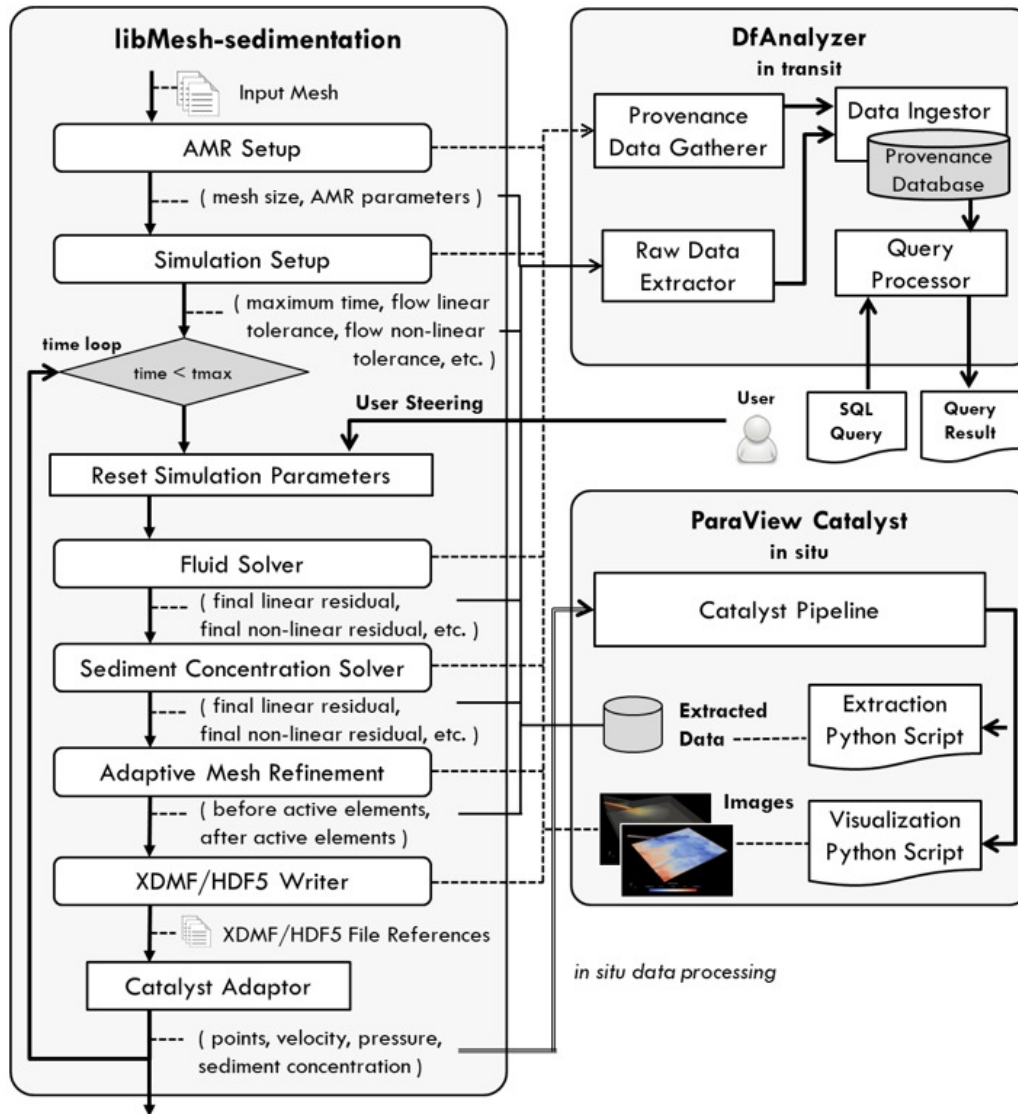 libMesh-sedimentation
Input Mesh
AMR Setup
( mesh size, AMR parameters )
Simulation Setup
( maximum time, flow linear
tolerance, flow non-linear
tolerance, etc. )
time loop
time < tmax
User Steering
Reset Simulation Parameters
Fluid Solver
( final linear residual,
final non-linear residual, etc. )
Sediment Concentration Solver
( final linear residual,
final non-linear residual, etc. )
Adaptive Mesh Refinement
( before active elements,
after active elements )
XDMF/HDF5 Writer
XDMF/HDF5 File References
Catalyst Adaptor
( points, velocity, pressure,
sediment concentration )
DfAnalyzer
in transit
Provenance
Data Gatherer
Data Ingestor
Provenance
Database
Raw Data
Extractor
Query
Processor
User
SQL
Query
Query
Result
ParaView Catalyst
in situ
Catalyst Pipeline
Extracted
Data
Extraction
Python Script
Images
Visualization
Python Script
in situ data processing